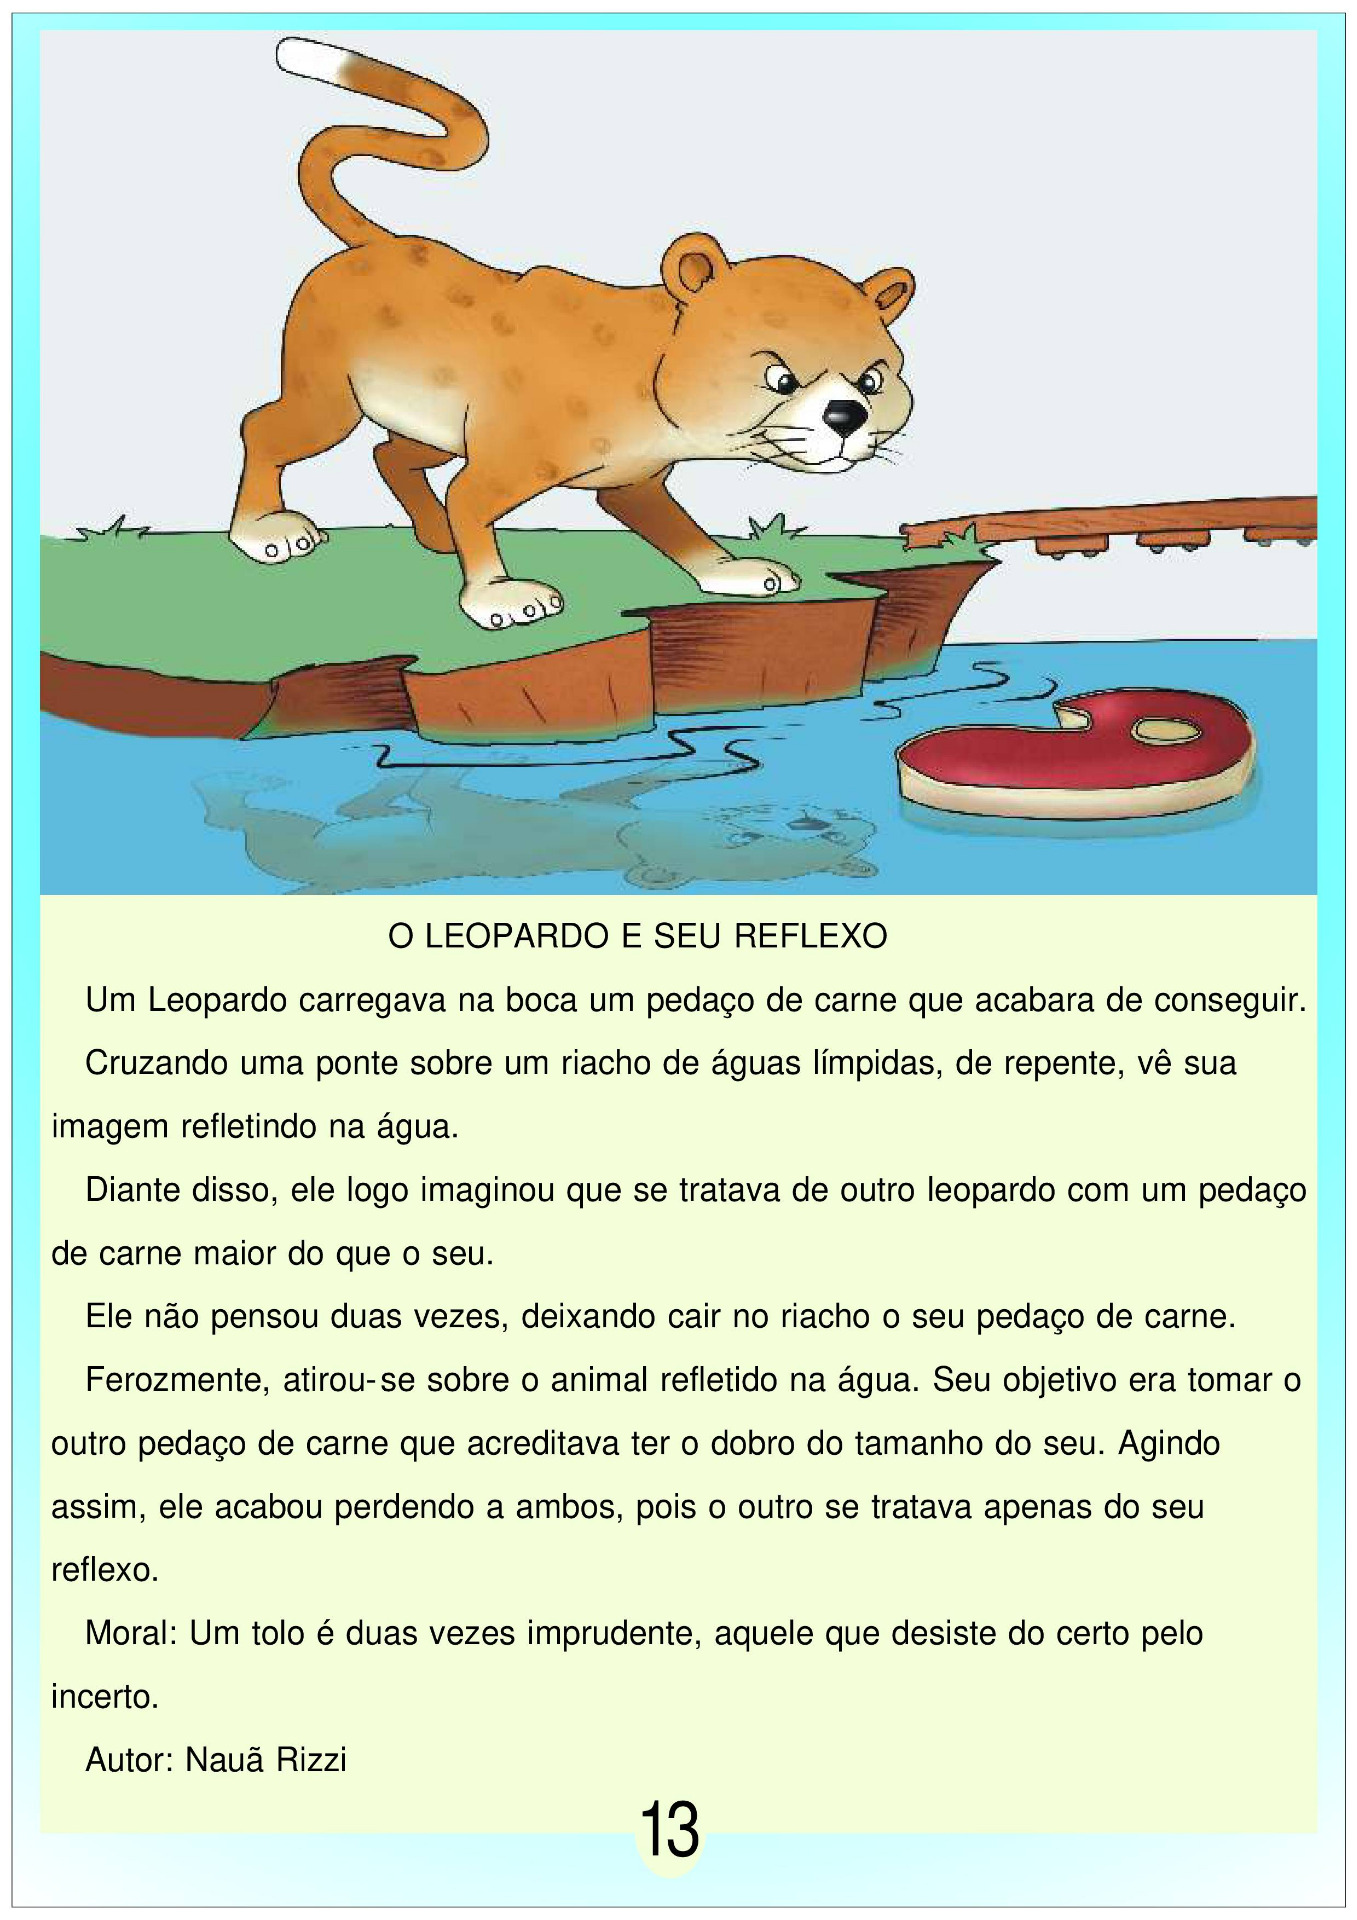 O LEOPARDO E SEU REFLEXO
Um Leopardo carregava na boca um pedaço de carne que acabara de conseguir.
Cruzando uma ponte sobre um riacho de águas límpidas, de repente, vê sua
imagem refletindo na água.
Diante disso, ele logo imaginou que se tratava de outro leopardo com um pedaço
de carne maior do que o seu.
Ele não pensou duas vezes, deixando cair no riacho o seu pedaço de carne.
Ferozmente, atirou-se sobre o animal refletido na água. Seu objetivo era tomar o
outro pedaço de carne que acreditava ter o dobro do tamanho do seu. Agindo
assim, ele acabou perdendo a ambos, pois o outro se tratava apenas do seu
reflexo.
Moral: Um tolo é duas vezes imprudente, aquele que desiste do certo pelo
incerto.
Autor: Nauã Rizzi
13